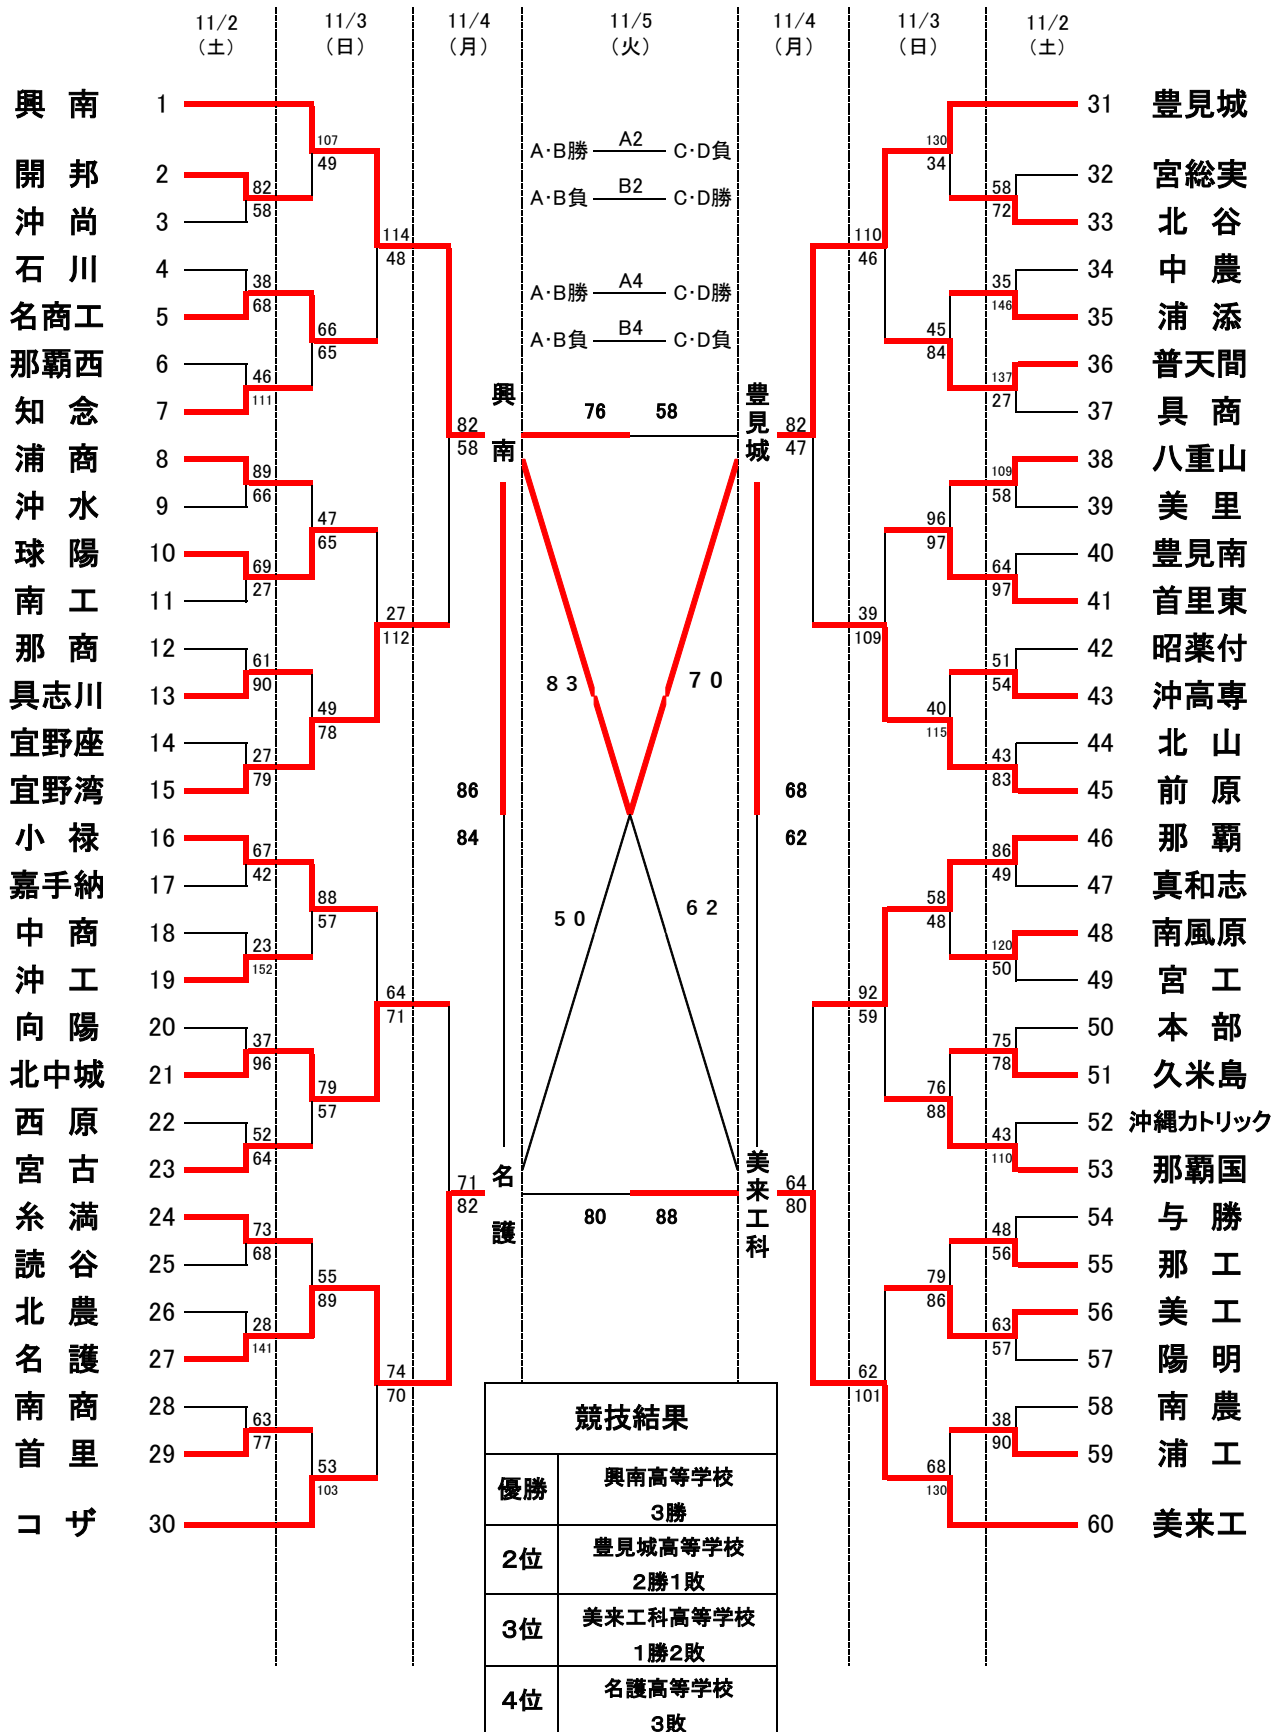 11/2 11/3 11/4 11/5 11/4 11/3 11/2
(土) (日) (月) (火) (月) (日) (土)
興 南 1
開 邦 2
沖 尚 3
石 川 4
名商工 5
那覇西 6
知 念 7
浦 商 8
沖 水 9
球 陽 10
南 工 11
那 商 12
具志川 13
宜野座 14
宜野湾 15
小 禄 16
嘉手納 17
中 商 18
沖 工 19
向 陽 20
北中城 21
西 原 22
宮 古 23
糸 満 24
読谷 25
北 農 26
名 護 27
南 商 28
首 里 29
コ ザ 30
82
58
38
68
46
111
89
66
69
27
61
90
27
79
67
42
23
152
37
96
52
64
73
68
28
141
63
77
107
49
66
65
47
65
49
78
88
57
79
57
55
89
53
103
114
48
27
112
64
71
74
70
82
58
71
82
A・B勝 A2 C・D負
A・B負 B2 C・D勝
A・B勝 A4 C・D勝
A・B負 B4 C・D負
興南
豊見城
76 58
83 70
86
84
68
62
50 62
名護
美来工科
80 88
82
47
64
80
110
46
39
109
92
59
62
101
130
34
45
84
96
97
40
115
58
48
76
88
79
86
68
130
58
72
35
146
137
27
109
58
64
97
51
54
43
83
86
49
120
50
75
78
43
110
48
56
63
57
38
90
31 豊見城
32 宮総実
33 北 谷
34 中 農
35 浦 添
36 普天間
37 具 商
38 八重山
39 美 里
40 豊見南
41 首里東
42 昭薬付
43 沖高専
44 北 山
45 前 原
46 那 覇
47 真和志
48 南風原
49 宮 工
50 本 部
51 久米島
52 沖縄カトリック
53 那覇国
54 与 勝
55 那 工
56 美 工
57 陽 明
58 南 農
59 浦 工
60 美来工
競技結果
優勝 興南高等学校
3勝
2位 豊見城高等学校
2勝1敗
3位 美来工科高等学校
1勝2敗
4位 名護高等学校
3敗